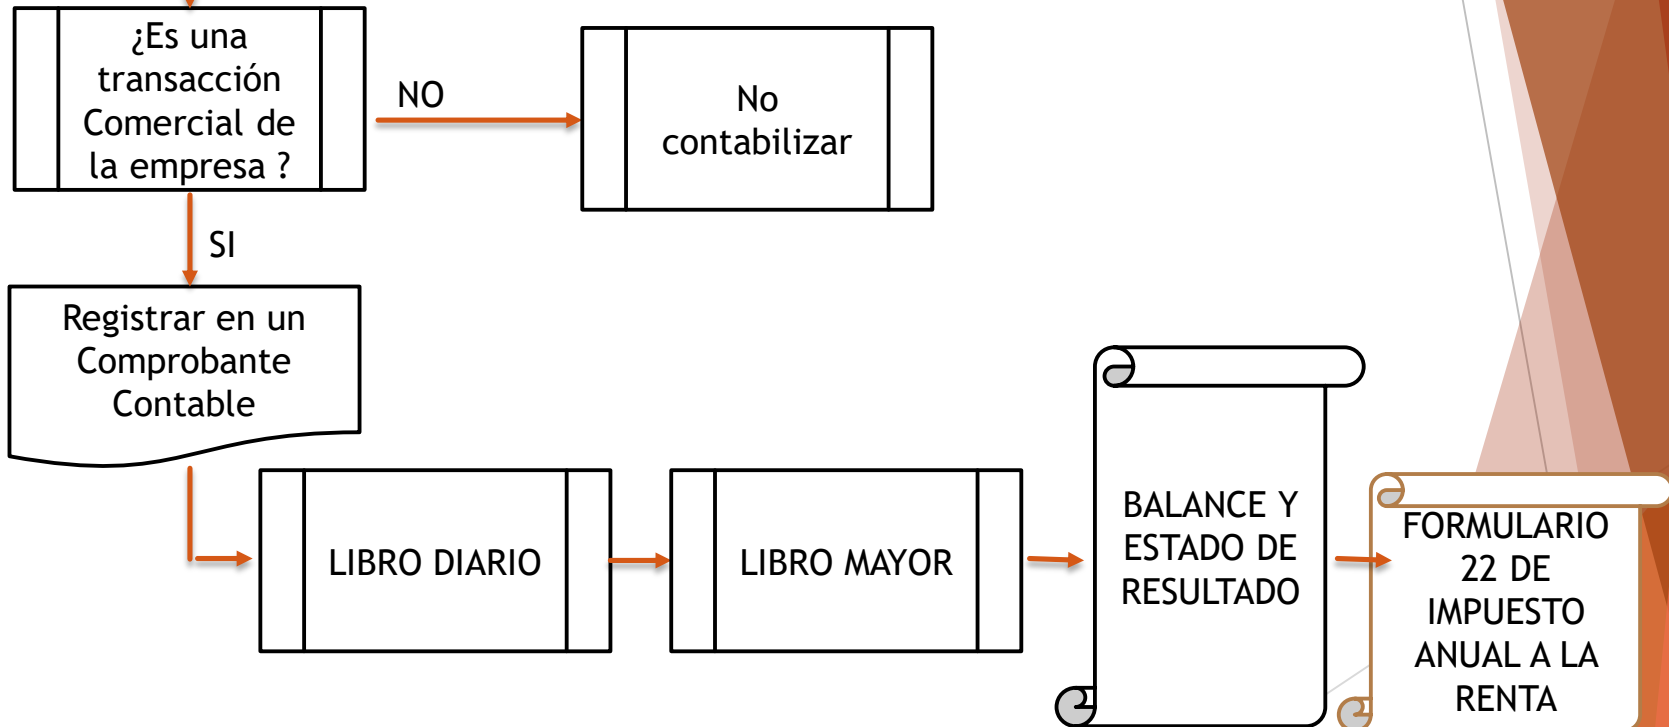 ¿Es una
transacción
Comercial de
la empresa ?
NO
No
contabilizar
SI
Registrar en un
Comprobante
Contable
LIBRO DIARIO
LIBRO MAYOR
BALANCE Y
ESTADO DE
RESULTADO
FORMULARIO
22 DE
IMPUESTO
ANUAL A LA
RENTA